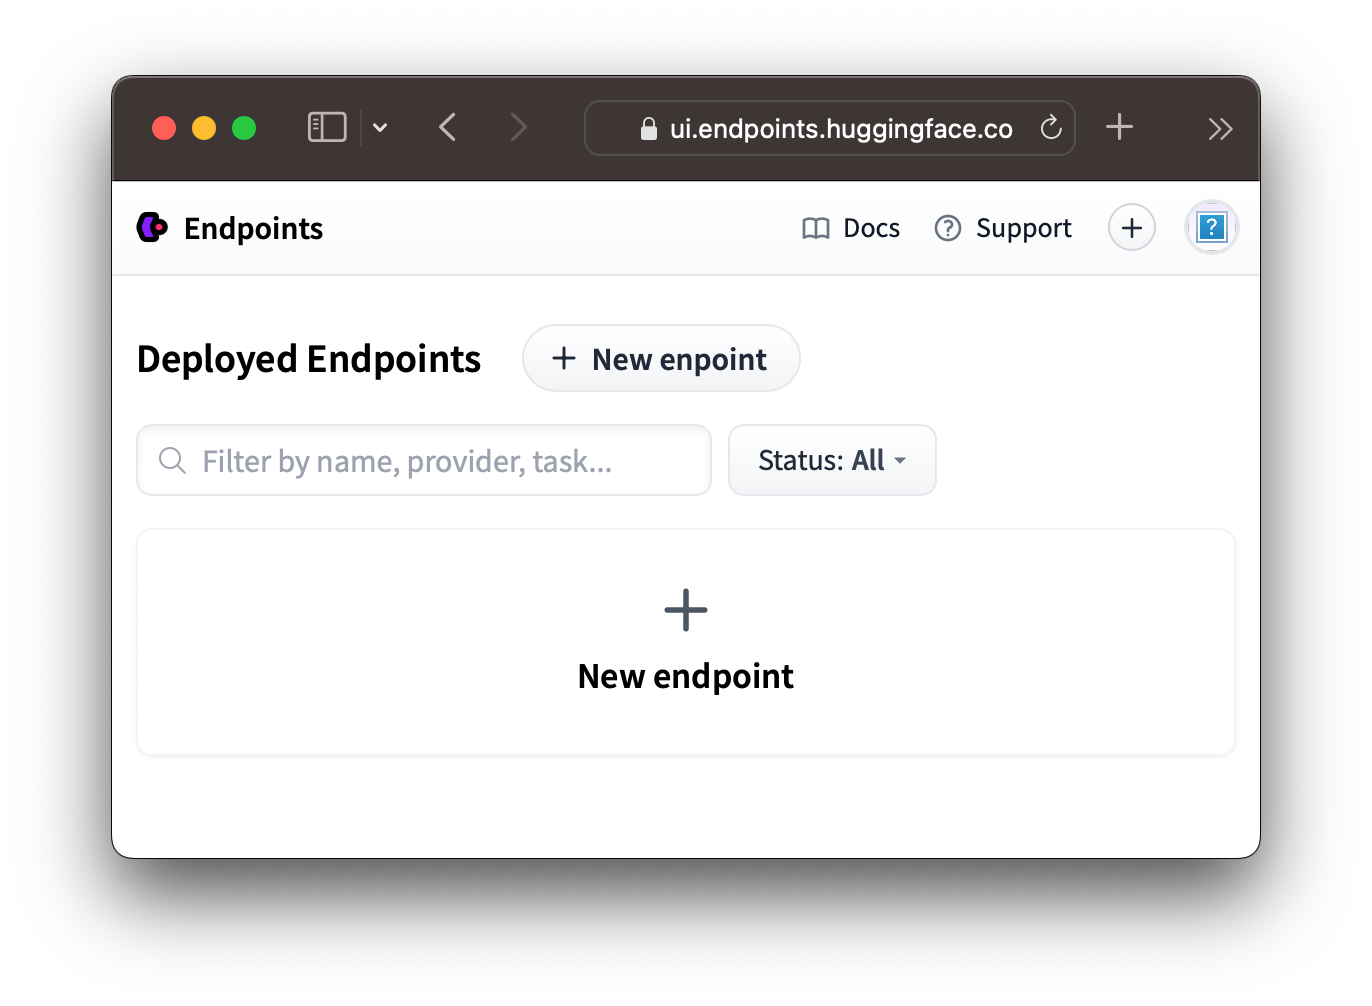 ui.endpoints.huggingface.co
Endpoints
Docs
Support
?
Deployed Endpoints
New enpoint
Filter by name, provider, task...
Status: All
New endpoint